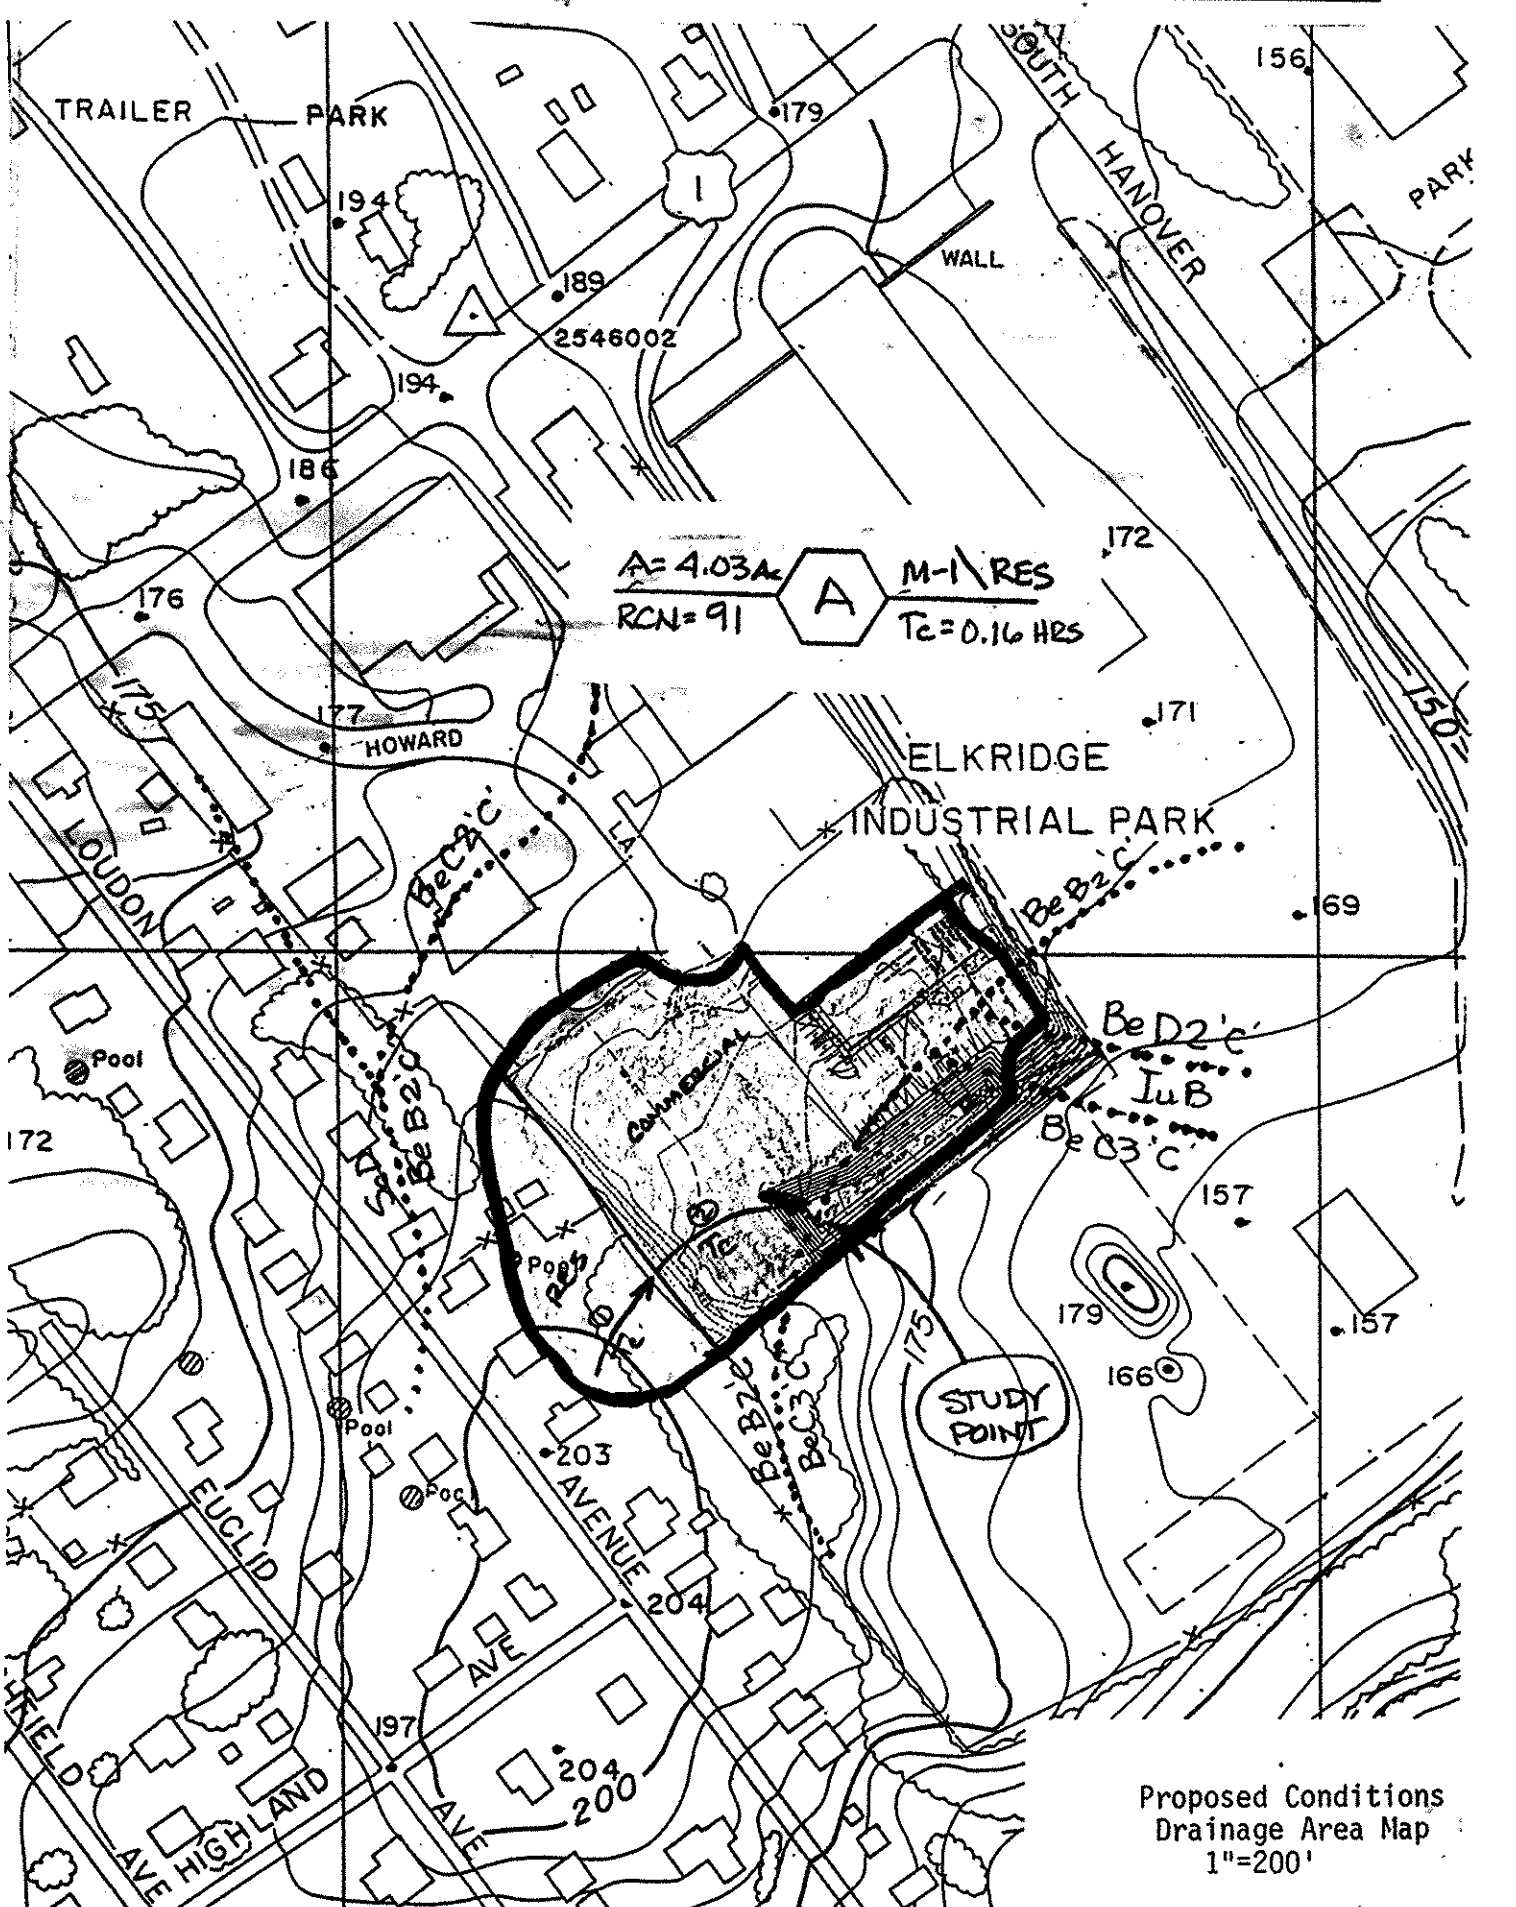 SOUTH HANOVER
156
TRAILER PARK
179
1
PARK
194
WALL
189
2546002
194
186
172
A=4.03Ac
A
M-1\RES
RCN=91
Tc=0.16 HRS
176
175
177
HOWARD
LA.
171
150
ELKRIDGE
INDUSTRIAL PARK
BeC2'C'
LOUDON
BeB2'C'
169
Pool
BeB2'C'
COMMERCIAL
BeD2'C'
IuB
BeC3'C'
172
157
2
Tc
Pool
RES
1
Tc
175
179
157
166
STUDY
POINT
BeB2'C'
BeC3'C'
Pool
203
Pool
EUCLID
AVENUE
204
AVE
197
204
200
FIELD
AVE
HIGHLAND
AVE
Proposed Conditions
Drainage Area Map
1"=200'